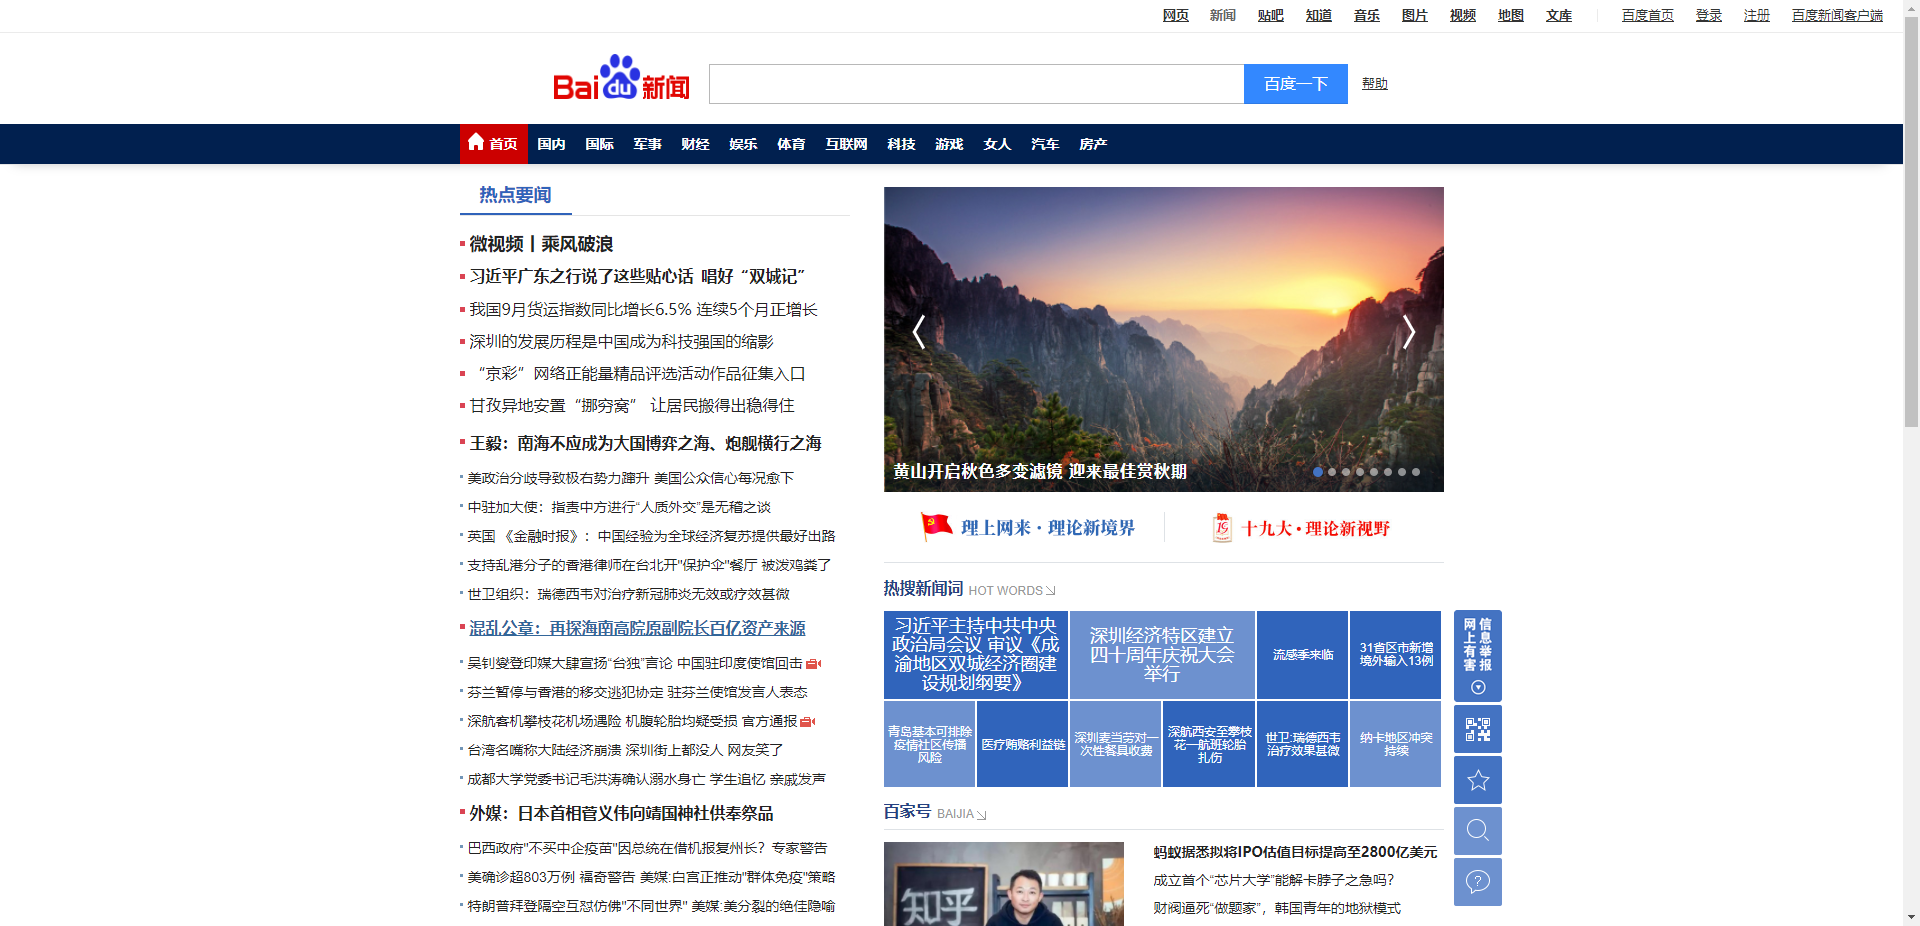 网页 新闻 贴吧 知道 音乐 图片 视频 地图 文库 百度首页 登录 注册 百度新闻客户端
Bai du 新闻 百度一下 帮助
首页 国内 国际 军事 财经 娱乐 体育 互联网 科技 游戏 女人 汽车 房产
热点要闻
微视频丨乘风破浪
习近平广东之行说了这些贴心话 唱好“双城记”
我国9月货运指数同比增长6.5% 连续5个月正增长
深圳的发展历程是中国成为科技强国的缩影
“京彩”网络正能量精品评选活动作品征集入口
甘孜异地安置“挪穷窝” 让居民搬得出稳得住
王毅：南海不应成为大国博弈之海、炮舰横行之海
美政治分歧导致极右势力蹿升 美国公众信心每况愈下
中驻加大使：指责中方进行“人质外交”是无稽之谈
英国《金融时报》：中国经验为全球经济复苏提供最好出路
支持乱港分子的香港律师在台北开"保护伞"餐厅 被泼鸡粪了
世卫组织：瑞德西韦对治疗新冠肺炎无效或疗效甚微
混乱公章：再探海南高院原副院长百亿资产来源
吴钊燮登印媒大肆宣扬“台独”言论 中国驻印度使馆回击
芬兰暂停与香港的移交逃犯协定 驻芬兰使馆发言人表态
深航客机攀枝花机场遇险 机腹轮胎均疑受损 官方通报
台湾名嘴称大陆经济崩溃 深圳街上都没人 网友笑了
成都大学党委书记毛洪涛确认溺水身亡 学生追忆 亲戚发声
外媒：日本首相菅义伟向靖国神社供奉祭品
巴西政府"不买中企疫苗"因总统在借机报复州长？专家警告
美确诊超803万例 福奇警告 美媒:白宫正推动"群体免疫"策略
特朗普拜登隔空互怼仿佛"不同世界" 美媒:美分裂的绝佳隐喻
黄山开启秋色多变滤镜 迎来最佳赏秋期
理上网来·理论新境界
19
十九大·理论新视野
热搜新闻词 HOT WORDS
习近平主持中共中央
政治局会议 审议《成
渝地区双城经济圈建
设规划纲要》
深圳经济特区建立
四十周年庆祝大会
举行
流感季来临
31省区市新增
境外输入13例
青岛基本可排除
疫情社区传播
风险
医疗贿赂利益链
深圳麦当劳对一
次性餐具收费
深航西安至攀枝
花一航班轮胎
扎伤
世卫:瑞德西韦
治疗效果甚微
纳卡地区冲突
持续
百家号 BAIJIA
知乎
蚂蚁据悉拟将IPO估值目标提高至2800亿美元
成立首个“芯片大学”能解卡脖子之急吗？
财阀逼死“做题家”，韩国青年的地狱模式
网上有害
信息举报
?